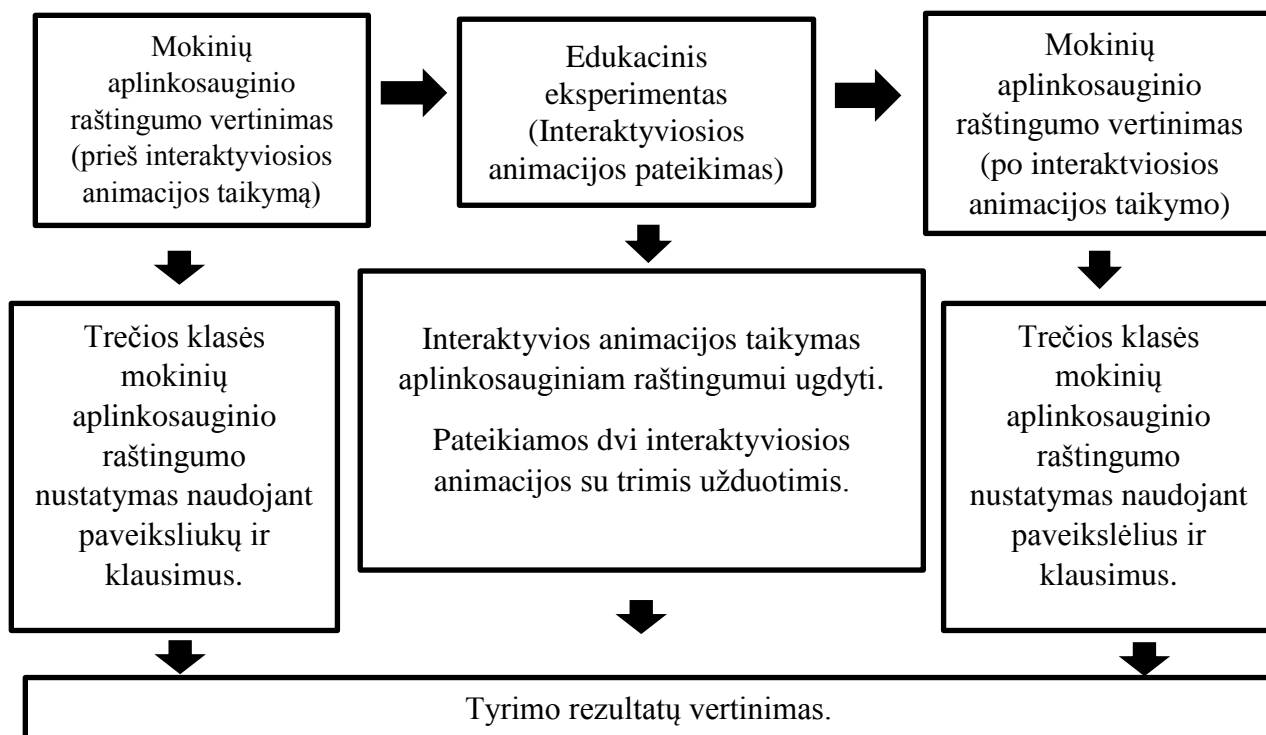 Mokinių
aplinkosauginio
raštingumo vertinimas
(prieš interaktyviosios
animacijos taikymą)
Edukacinis
eksperimentas
(Interaktyviosios
animacijos pateikimas)
Mokinių
aplinkosauginio
raštingumo vertinimas
(po interaktviosios
animacijos taikymo)
Trečios klasės
mokinių
aplinkosauginio
raštingumo
nustatymas naudojant
paveiksliukų ir
klausimus.
Interaktyvios animacijos taikymas
aplinkosauginiam raštingumui ugdyti.
Pateikiamos dvi interaktyviosios
animacijos su trimis užduotimis.
Trečios klasės
mokinių
aplinkosauginio
raštingumo
nustatymas naudojant
paveikslėlius ir
klausimus.
Tyrimo rezultatų vertinimas.